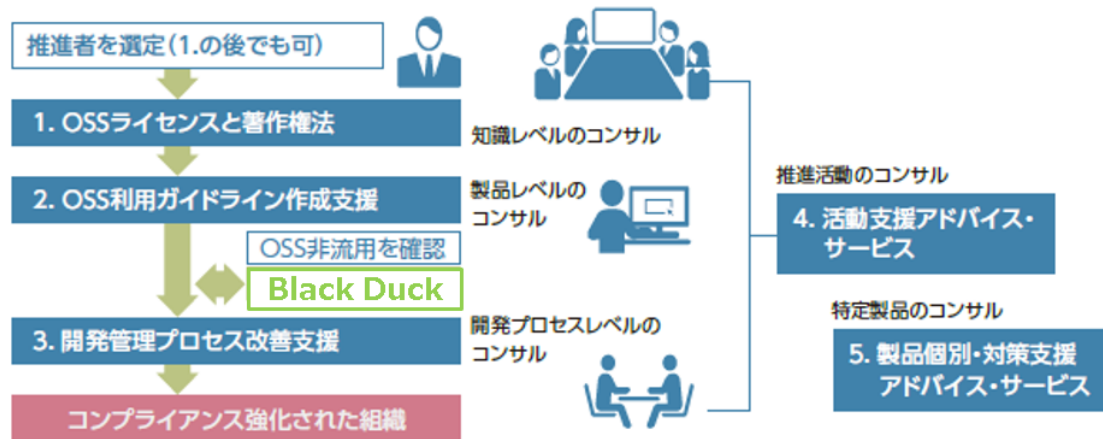 推進者を選定(1.の後でも可)
1. OSSライセンスと著作権法
知識レベルのコンサル
2. OSS利用ガイドライン作成支援
製品レベルの
コンサル
OSS非流用を確認
Black Duck
3. 開発管理プロセス改善支援
開発プロセスレベルの
コンサル
コンプライアンス強化された組織
推進活動のコンサル
4. 活動支援アドバイス・
サービス
特定製品のコンサル
5. 製品個別・対策支援
アドバイス・サービス